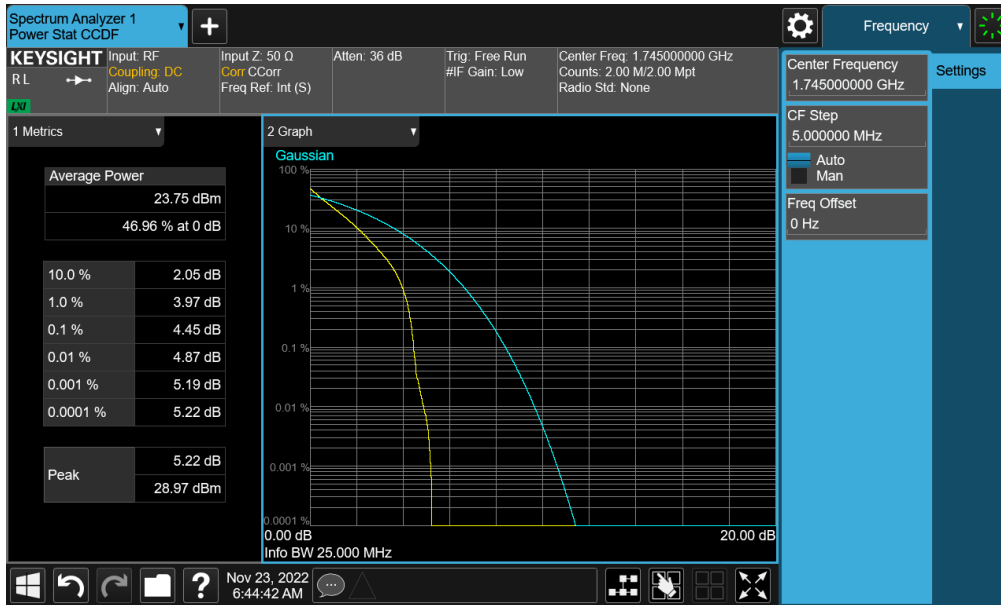 Spectrum Analyzer 1
Power Stat CCDF
Frequency
KEYSIGHT
R L
LXI
Input: RF
Coupling: DC
Align: Auto
Input Z: 50 Ω
Corr CCorr
Freq Ref: Int (S)
Atten: 36 dB
Trig: Free Run
#IF Gain: Low
Center Freq: 1.745000000 GHz
Counts: 2.00 M/2.00 Mpt
Radio Std: None
Center Frequency
1.745000000 GHz
Settings
CF Step
5.000000 MHz
Auto
Man
Freq Offset
0 Hz
1 Metrics
Average Power
23.75 dBm
46.96 % at 0 dB
10.0 % 2.05 dB
1.0 % 3.97 dB
0.1 % 4.45 dB
0.01 % 4.87 dB
0.001 % 5.19 dB
0.0001 % 5.22 dB
Peak
5.22 dB
28.97 dBm
2 Graph
Gaussian
100 %
10 %
1 %
0.1 %
0.01 %
0.001 %
0.0001 %
0.00 dB 20.00 dB
Info BW 25.000 MHz
?
Nov 23, 2022
6:44:42 AM